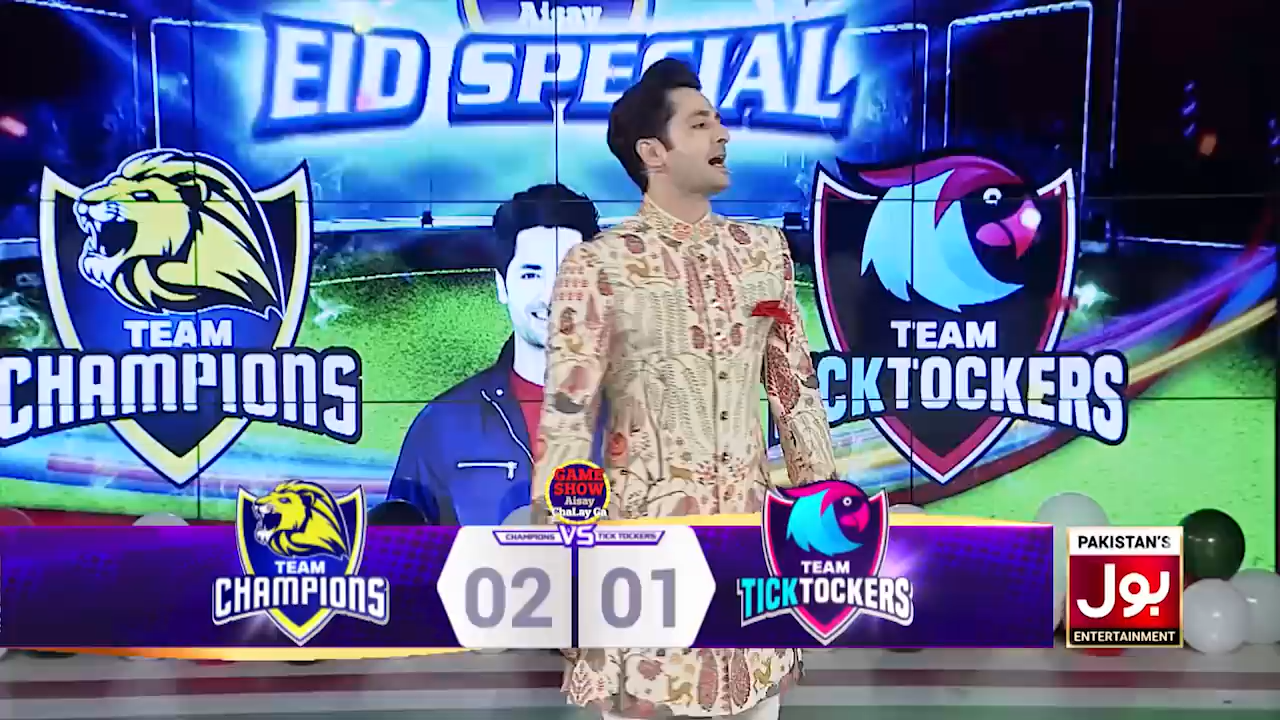 Aisay
EID SPECIAL
TEAM
CHAMPIONS
TEAM
CKTOCKERS
GAME
SHOW
Aisay
ChaLay Ga
CHAMPIONS VS TICK TOCKERS
TEAM
CHAMPIONS
02
01
TEAM
TICKTOCKERS
PAKISTAN'S
بول
ENTERTAINMENT